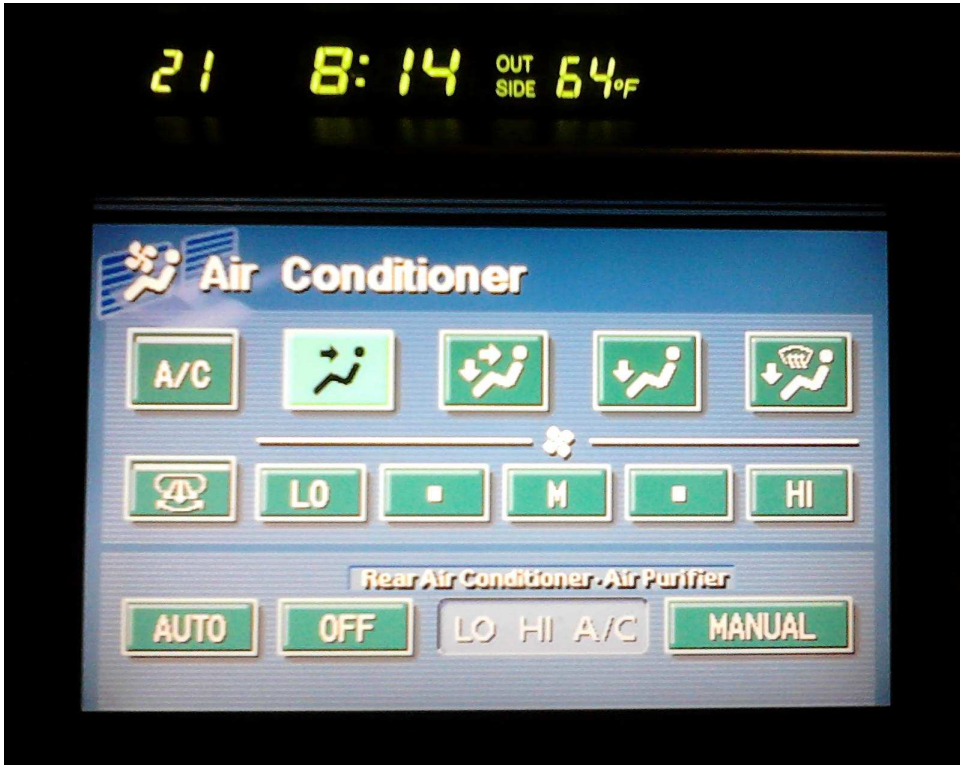 21 8:14 OUT SIDE 64°F
Air Conditioner
A/C
LO M HI
Rear Air Conditioner·Air Purifier
AUTO OFF LO HI A/C MANUAL